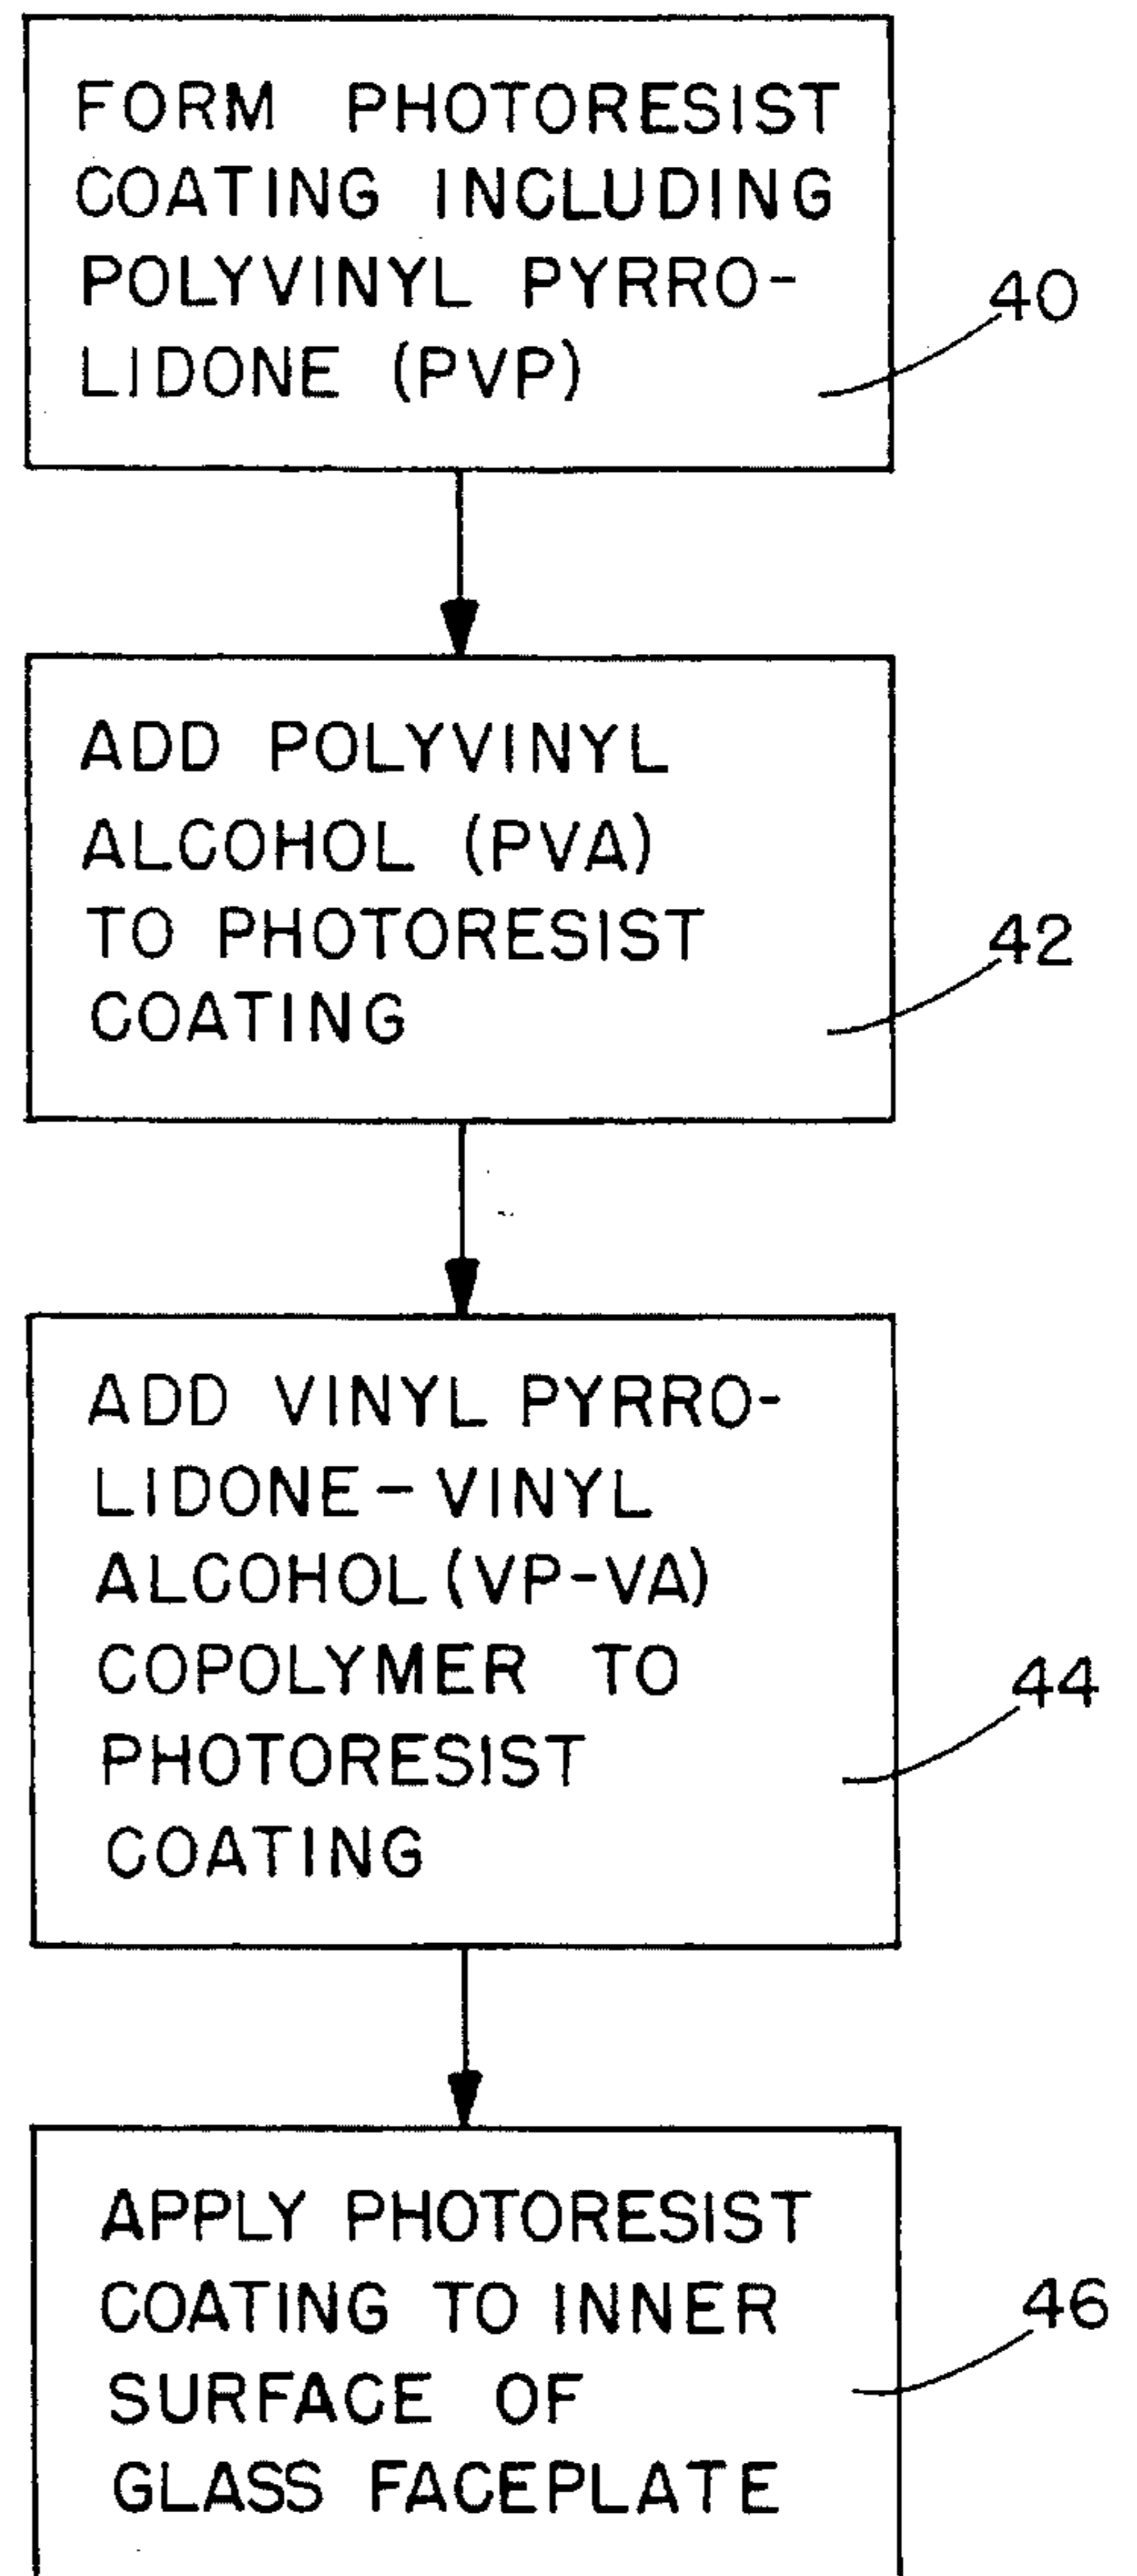 FORM PHOTORESIST
COATING INCLUDING
POLYVINYL PYRRO-
LIDONE (PVP)
40
ADD POLYVINYL
ALCOHOL (PVA)
TO PHOTORESIST
COATING
42
ADD VINYL PYRRO-
LIDONE-VINYL
ALCOHOL (VP-VA)
COPOLYMER TO
PHOTORESIST
COATING
44
APPLY PHOTORESIST
COATING TO INNER
SURFACE OF
GLASS FACEPLATE
46